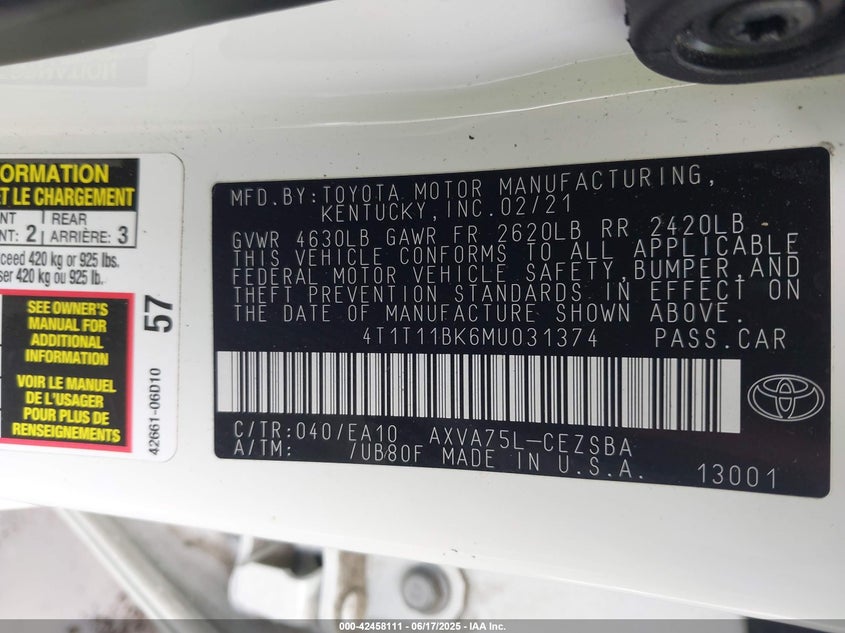 ORMATION
ET LE CHARGEMENT
NT 2 REAR 3
NT: ARRIÈRE:
ceed 420 kg or 925 lbs.
ser 420 kg ou 925 lb.
SEE OWNER'S
MANUAL FOR
ADDITIONAL
INFORMATION
VOIR LE MANUEL
DE L'USAGER
POUR PLUS DE
RENSEIGNEMENTS
57
42661-06D10
MFD.BY:TOYOTA MOTOR MANUFACTURING,
KENTUCKY,INC.02/21
GVWR 4630LB GAWR FR 2620LB RR 2420LB
THIS VEHICLE CONFORMS TO ALL APPLICABLE
FEDERAL MOTOR VEHICLE SAFETY,BUMPER,AND
THEFT PREVENTION STANDARDS IN EFFECT ON
THE DATE OF MANUFACTURE SHOWN ABOVE.
4T1T11BK6MU031374 PASS.CAR
C/TR:040/EA10 AXVA75L-CEZSBA
A/TM: /UB80F MADE IN U.S.A. 13001
000-42458111 - 06/17/2025 - IAA Inc.